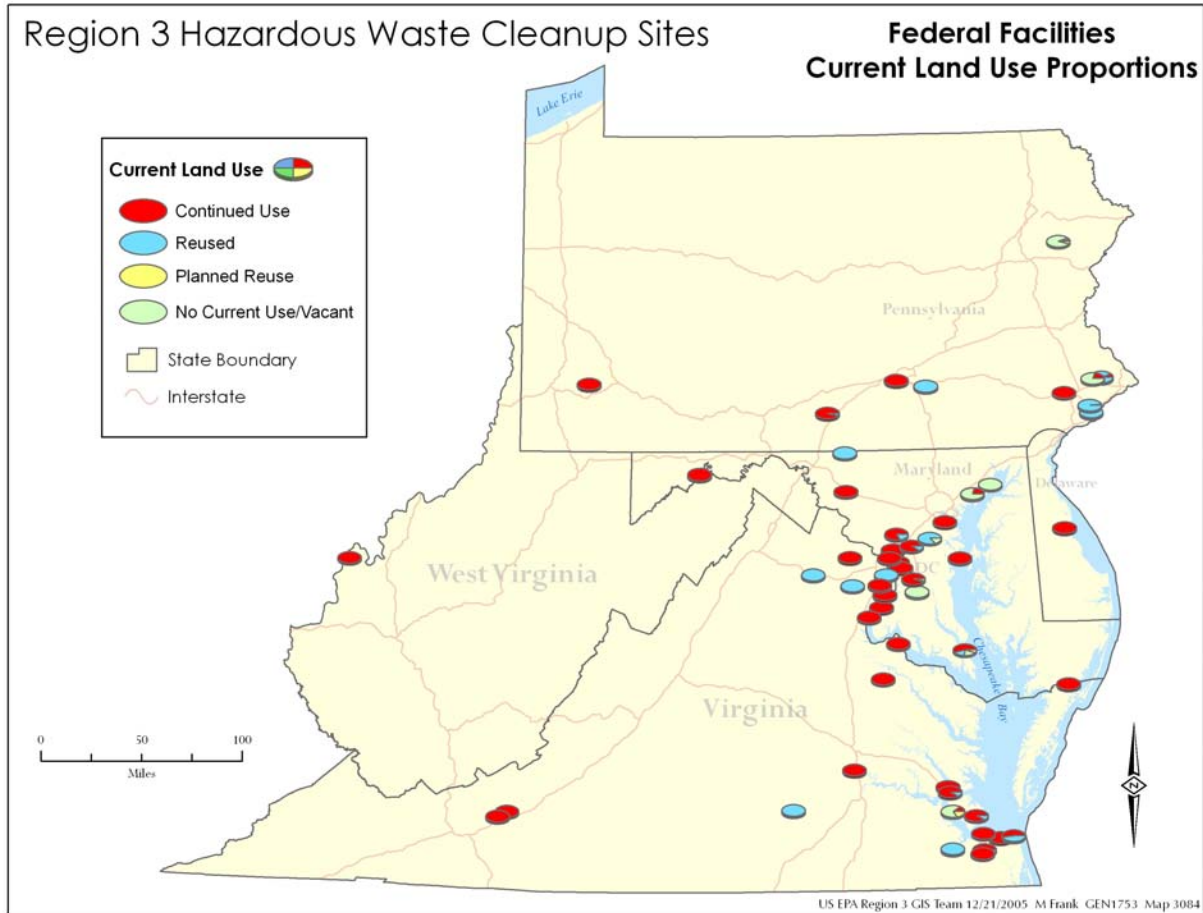 Region 3 Hazardous Waste Cleanup Sites
Federal Facilities
Current Land Use Proportions
Lake Erie
Current Land Use
Continued Use
Reused
Planned Reuse
No Current Use/Vacant
State Boundary
Interstate
Pennsylvania
Maryland
Delaware
West Virginia
DC
Chesapeake
Bay
Virginia
0 50 100
Miles
N
US EPA Region 3 GIS Team 12/21/2005 M Frank GEN1753 Map 3084